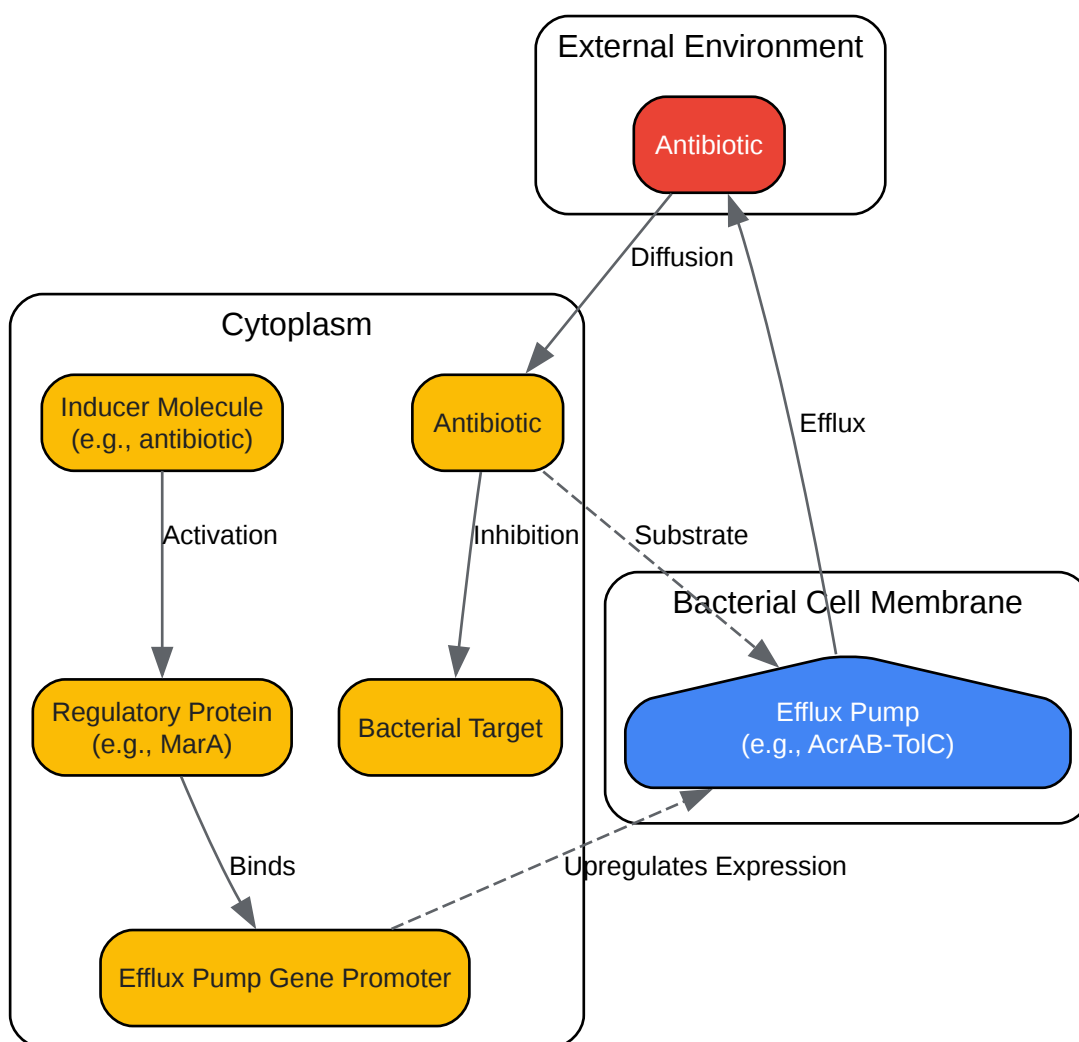 External Environment
Antibiotic
Diffusion
Cytoplasm
Inducer Molecule
(e.g., antibiotic)
Antibiotic
Efflux
Activation
Inhibition
Substrate
Bacterial Cell Membrane
Regulatory Protein
(e.g., MarA)
Bacterial Target
Efflux Pump
(e.g., AcrAB-TolC)
Binds
Upregulates Expression
Efflux Pump Gene Promoter